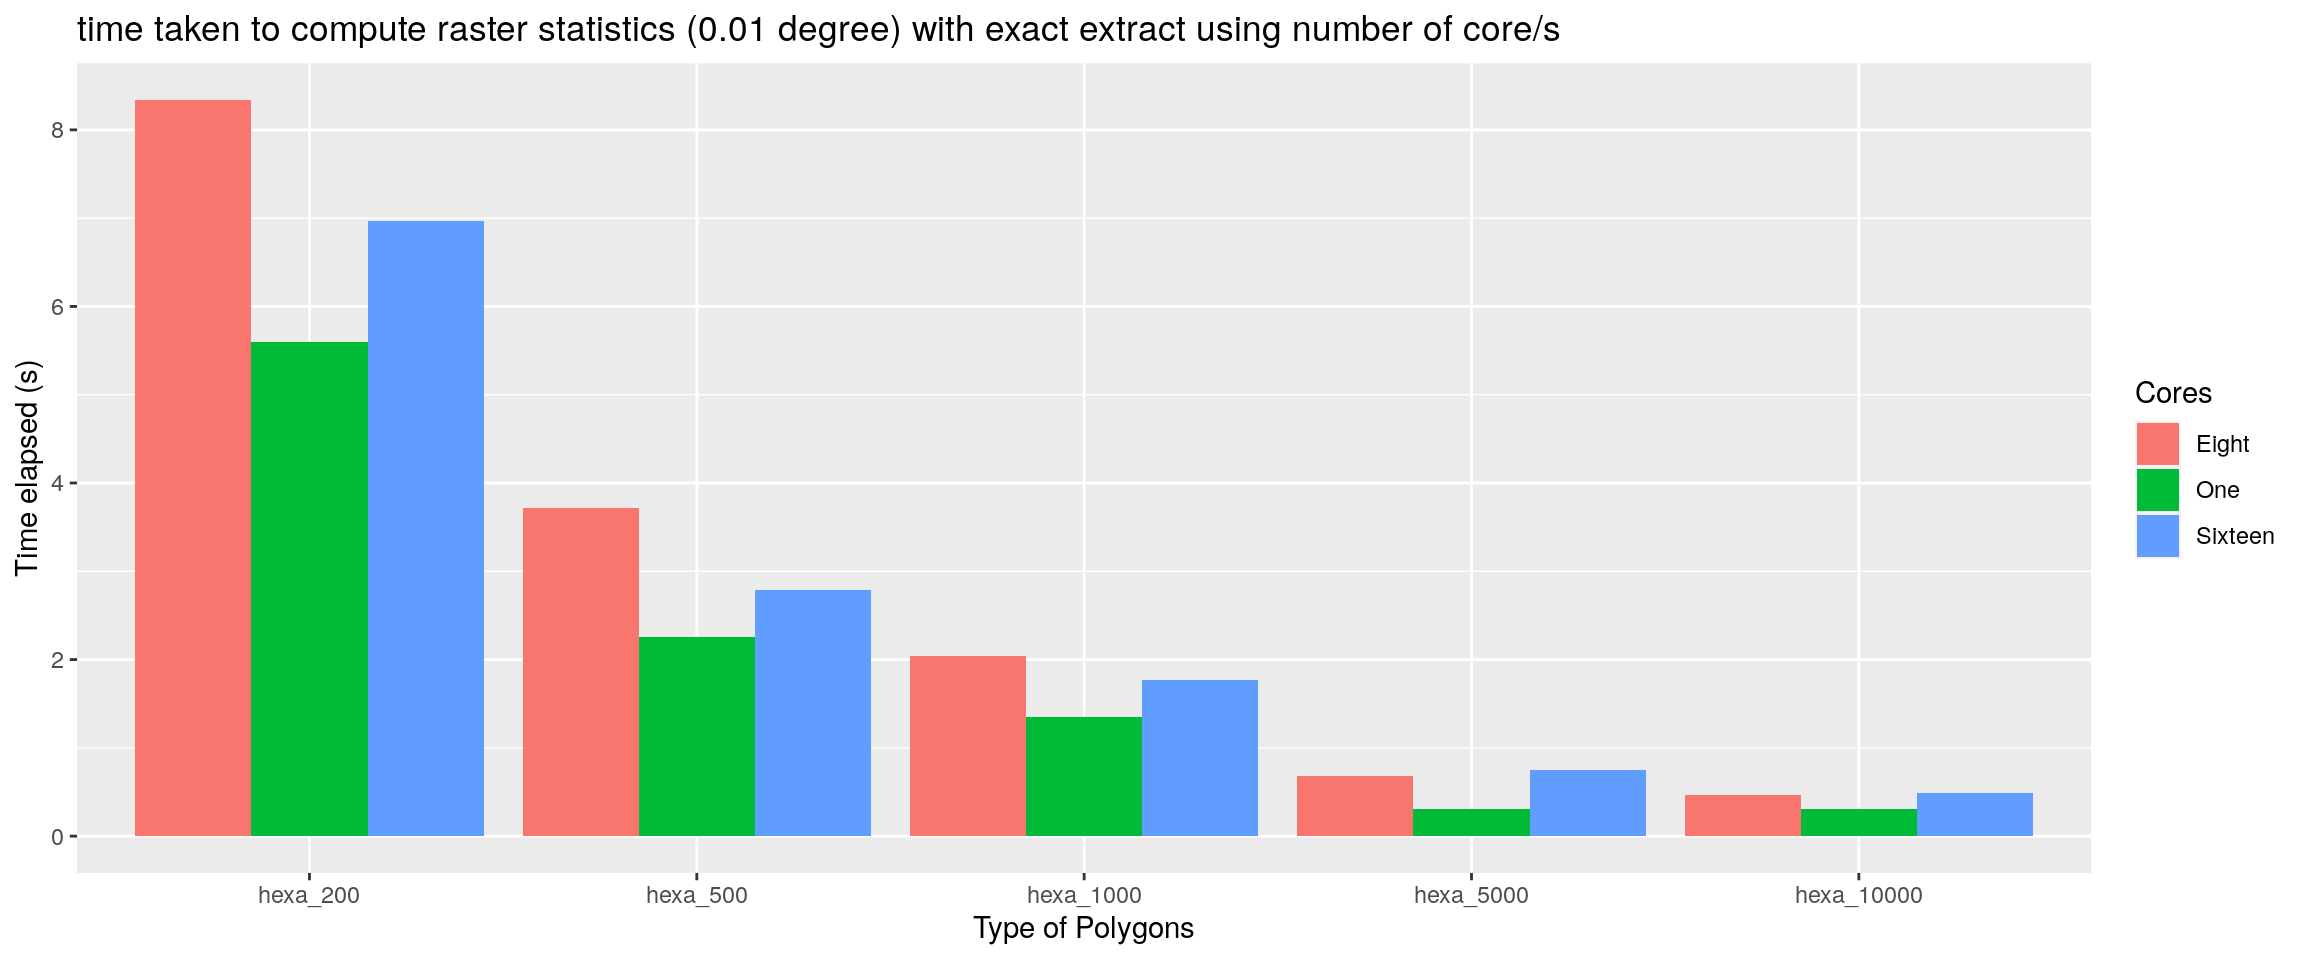 time taken to compute raster statistics (0.01 degree) with exact extract using number of core/s
Time elapsed (s)
8
6
4
2
0
hexa_200
hexa_500
hexa_1000
hexa_5000
hexa_10000
Type of Polygons
Cores
Eight
One
Sixteen